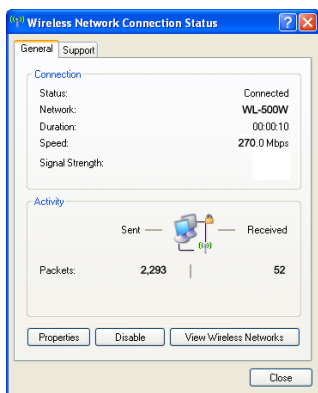 Wireless Network Connection Status
General Support
Connection
Status: Connected
Network: WL-500W
Duration: 00:00:10
Speed: 270.0 Mbps
Signal Strength:
Activity
Sent Received
Packets: 2,293 52
Properties Disable View Wireless Networks
Close